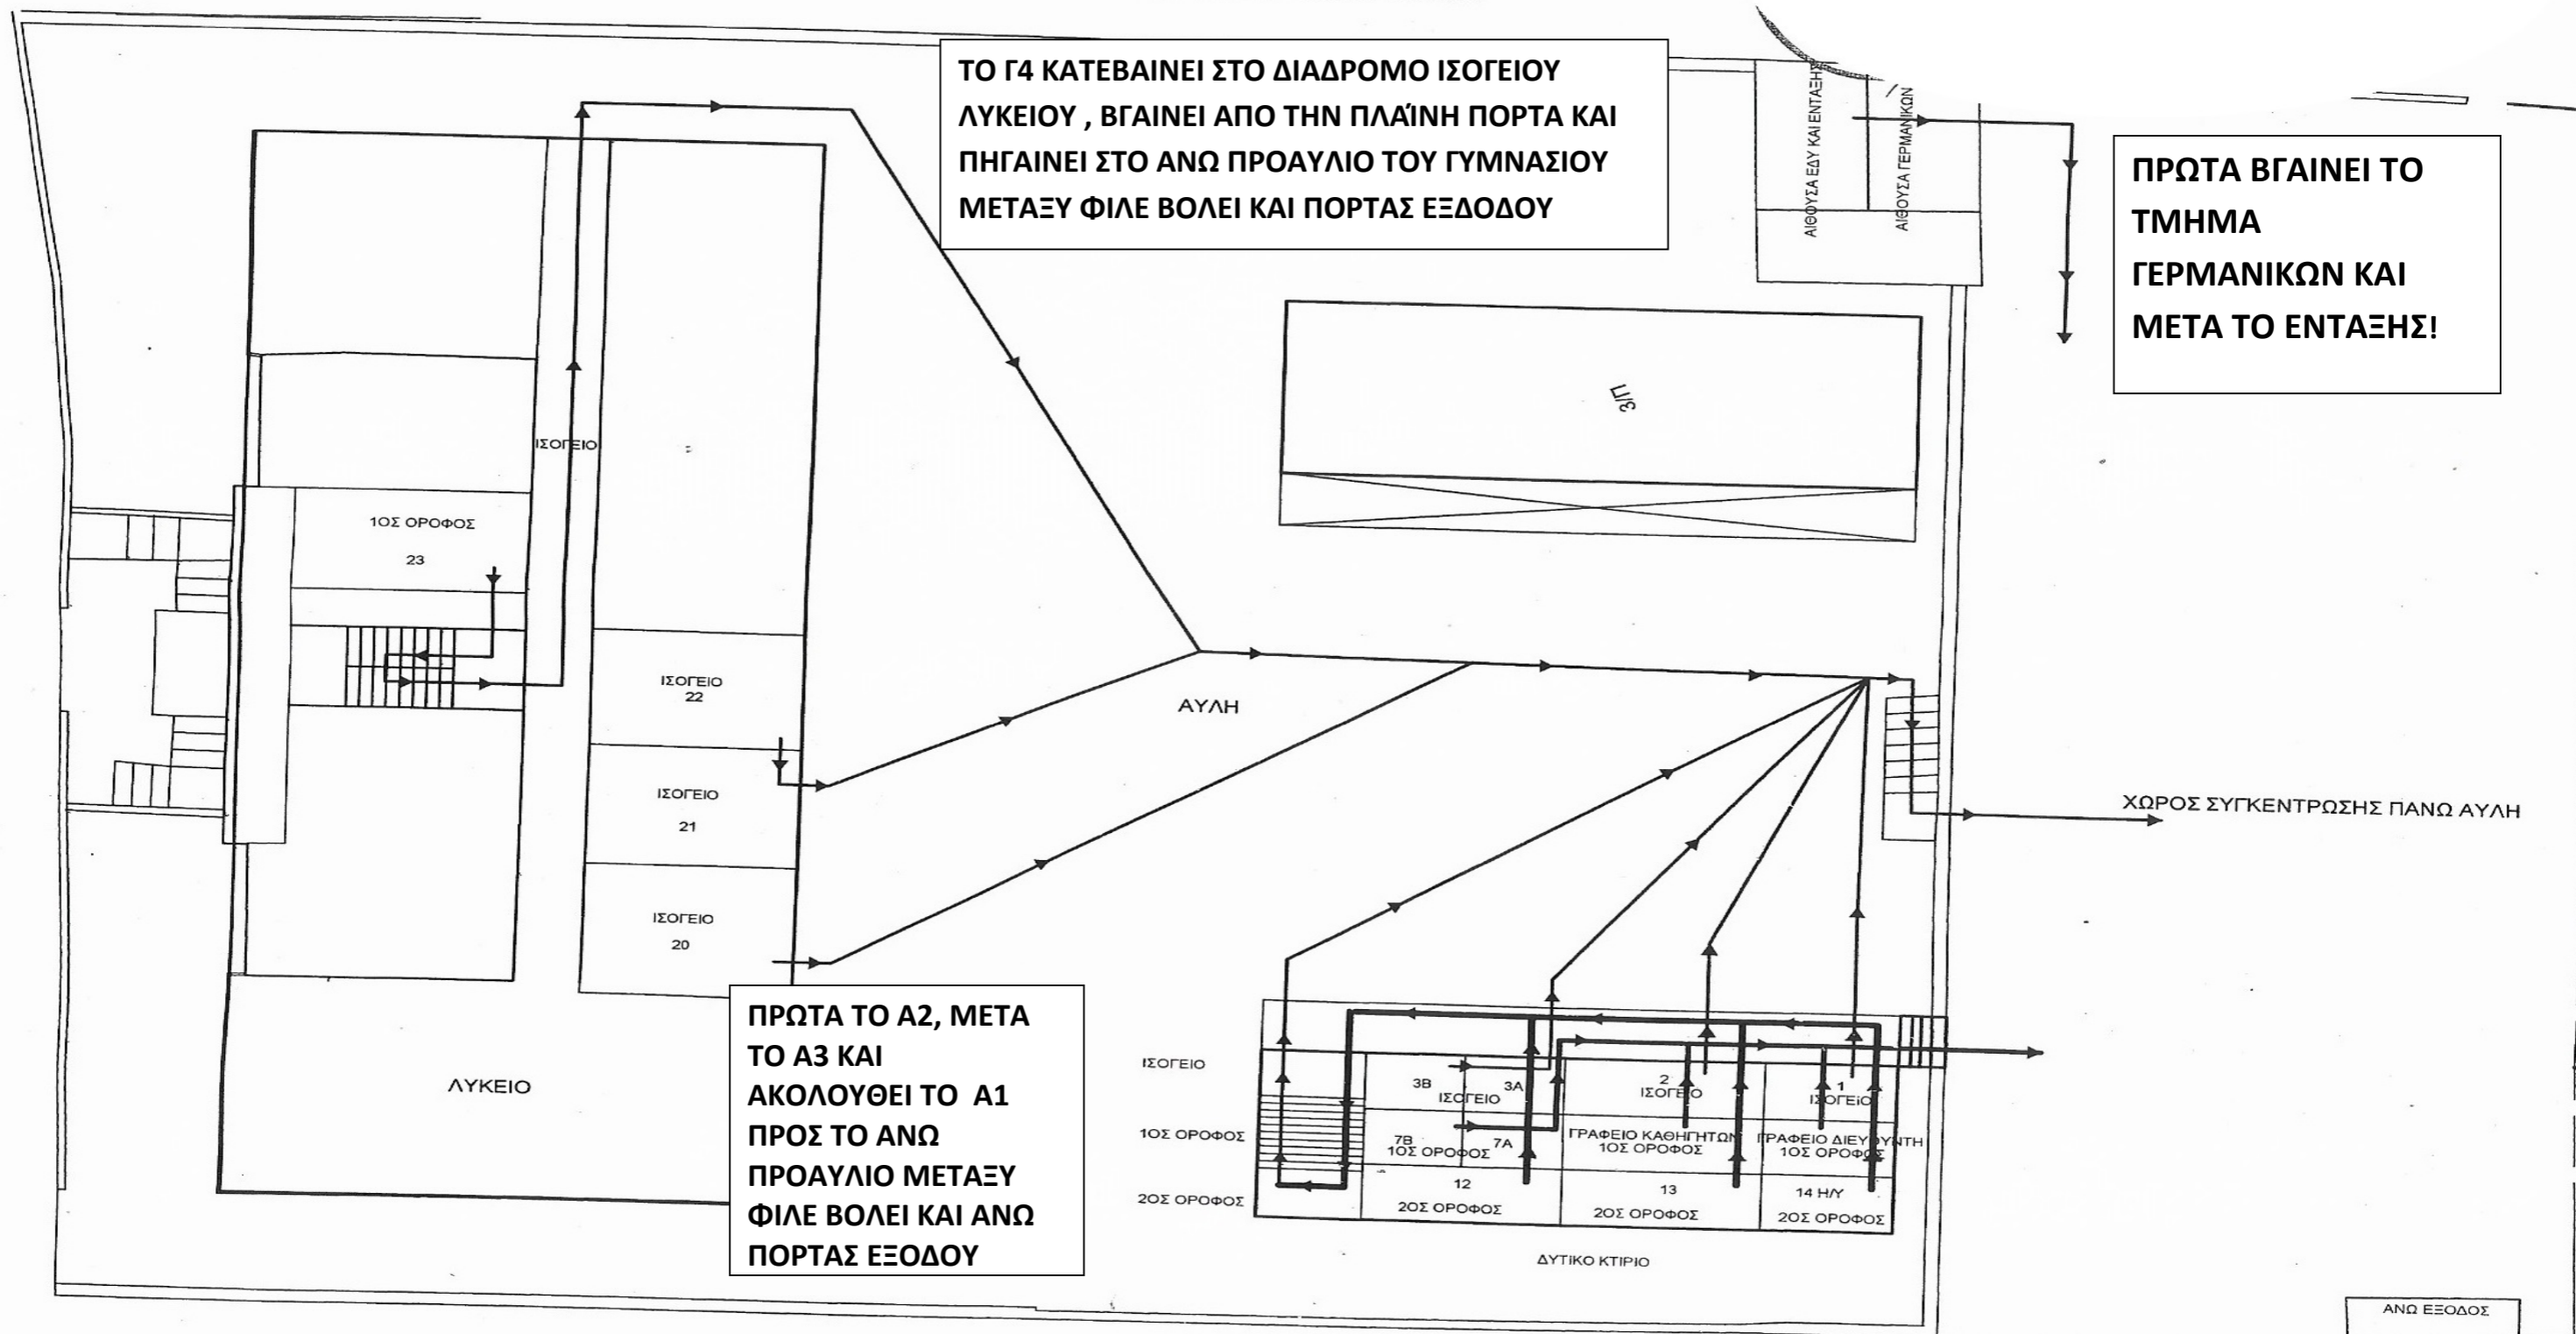 ΤΟ Γ4 ΚΑΤΕΒΑΙΝΕΙ ΣΤΟ ΔΙΑΔΡΟΜΟ ΙΣΟΓΕΙΟΥ
ΛΥΚΕΙΟΥ , ΒΓΑΙΝΕΙ ΑΠΟ ΤΗΝ ΠΛΑΪΝΗ ΠΟΡΤΑ ΚΑΙ
ΠΗΓΑΙΝΕΙ ΣΤΟ ΑΝΩ ΠΡΟΑΥΛΙΟ ΤΟΥ ΓΥΜΝΑΣΙΟΥ
ΜΕΤΑΞΥ ΦΙΛΕ ΒΟΛΕΙ ΚΑΙ ΠΟΡΤΑΣ ΕΞΔΟΔΟΥ
ΑΙΘΟΥΣΑ ΕΔΥ ΚΑΙ ΕΝΤΑΞΗΣ
ΑΙΘΟΥΣΑ ΓΕΡΜΑΝΙΚΩΝ
ΠΡΩΤΑ ΒΓΑΙΝΕΙ ΤΟ
ΤΜΗΜΑ
ΓΕΡΜΑΝΙΚΩΝ ΚΑΙ
ΜΕΤΑ ΤΟ ΕΝΤΑΞΗΣ!
3/Π
ΙΣΟΓΕΙΟ
1ΟΣ ΟΡΟΦΟΣ
23
ΙΣΟΓΕΙΟ
22
ΑΥΛΗ
ΙΣΟΓΕΙΟ
21
ΧΩΡΟΣ ΣΥΓΚΕΝΤΡΩΣΗΣ ΠΑΝΩ ΑΥΛΗ
ΙΣΟΓΕΙΟ
20
ΠΡΩΤΑ ΤΟ Α2, ΜΕΤΑ
ΤΟ Α3 ΚΑΙ
ΑΚΟΛΟΥΘΕΙ ΤΟ Α1
ΠΡΟΣ ΤΟ ΑΝΩ
ΠΡΟΑΥΛΙΟ ΜΕΤΑΞΥ
ΦΙΛΕ ΒΟΛΕΙ ΚΑΙ ΑΝΩ
ΠΟΡΤΑΣ ΕΞΟΔΟΥ
ΛΥΚΕΙΟ
ΙΣΟΓΕΙΟ
3Β 3Α
ΙΣΟΓΕΙΟ
2
ΙΣΟΓΕΙΟ
1
ΙΣΟΓΕΙΟ
1ΟΣ ΟΡΟΦΟΣ
7Β 7Α
1ΟΣ ΟΡΟΦΟΣ
ΓΡΑΦΕΙΟ ΚΑΘΗΓΗΤΩΝ
1ΟΣ ΟΡΟΦΟΣ
ΓΡΑΦΕΙΟ ΔΙΕΥΘΥΝΤΗ
1ΟΣ ΟΡΟΦΟΣ
2ΟΣ ΟΡΟΦΟΣ
12
2ΟΣ ΟΡΟΦΟΣ
13
2ΟΣ ΟΡΟΦΟΣ
14 Η/Υ
2ΟΣ ΟΡΟΦΟΣ
ΔΥΤΙΚΟ ΚΤΙΡΙΟ
ΑΝΩ ΕΞΟΔΟΣ